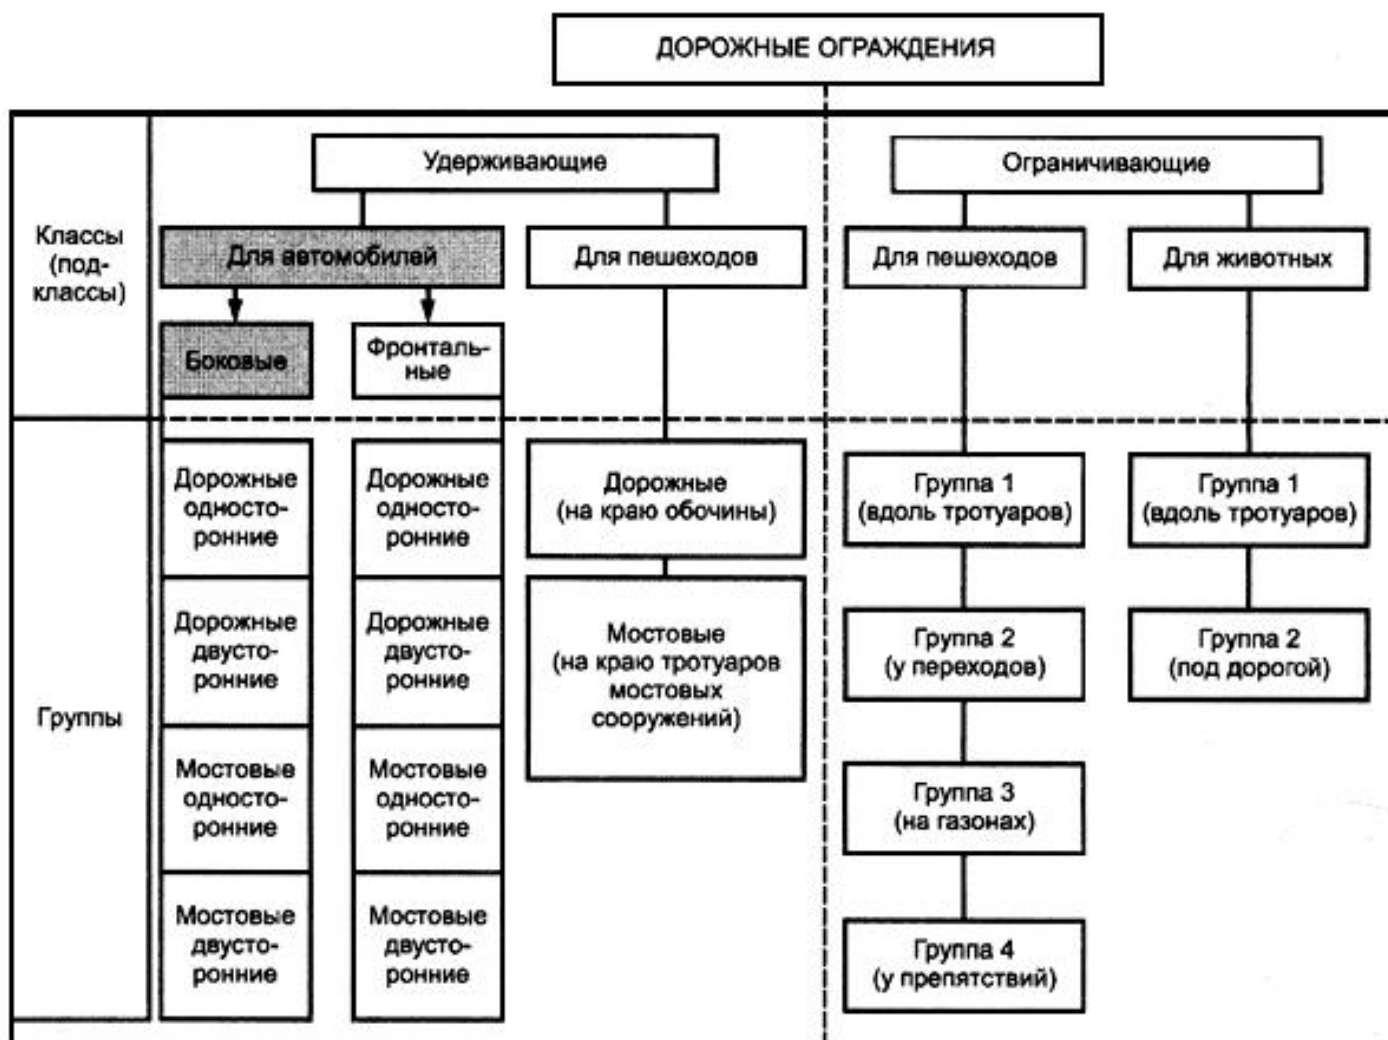 ДОРОЖНЫЕ ОГРАЖДЕНИЯ
Классы
(под-
классы)
Удерживающие
Для автомобилей
Для пешеходов
Боковые
Фронталь-
ные
Ограничивающие
Для пешеходов
Для животных
Группы
Дорожные
односто-
ронние
Дорожные
двусто-
ронние
Мостовые
односто-
ронние
Мостовые
двусто-
ронние
Дорожные
односто-
ронние
Дорожные
двусто-
ронние
Мостовые
односто-
ронние
Мостовые
двусто-
ронние
Дорожные
(на краю обочины)
Мостовые
(на краю тротуаров
мостовых
сооружений)
Группа 1
(вдоль тротуаров)
Группа 2
(у переходов)
Группа 3
(на газонах)
Группа 4
(у препятствий)
Группа 1
(вдоль тротуаров)
Группа 2
(под дорогой)